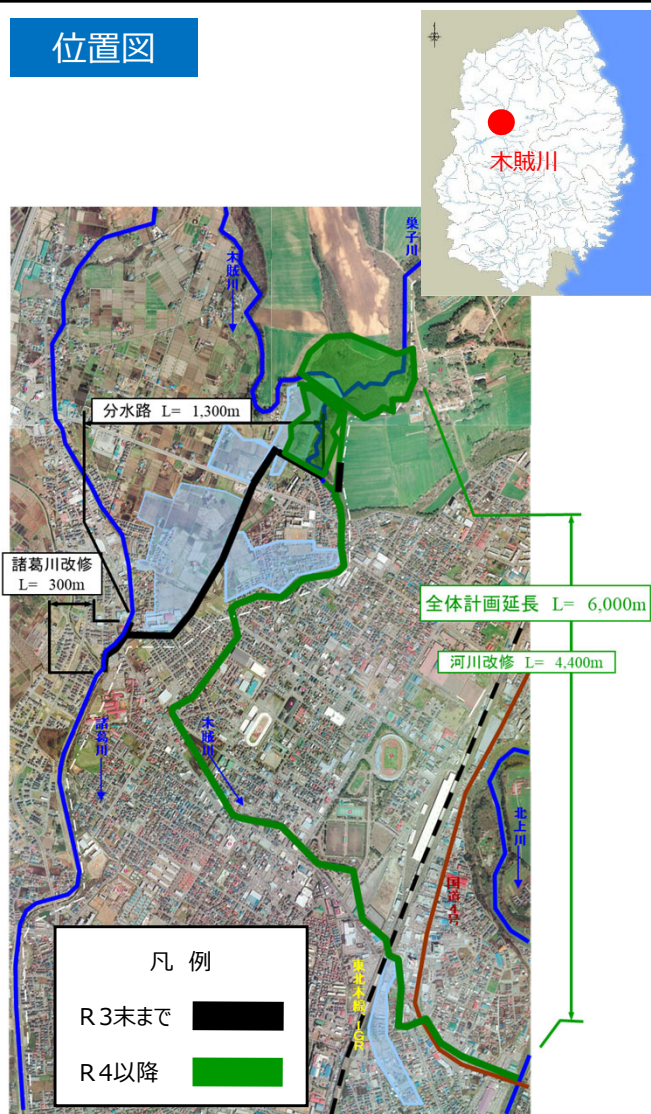 位置図
木賊川
木賊川
巣子川
分水路 L= 1,300m
諸葛川改修
L= 300m
全体計画延長 L= 6,000m
河川改修 L= 4,400m
諸葛川
木賊川
北上川
国道4号
東北本線・IGR
凡 例
R3末まで
R4以降